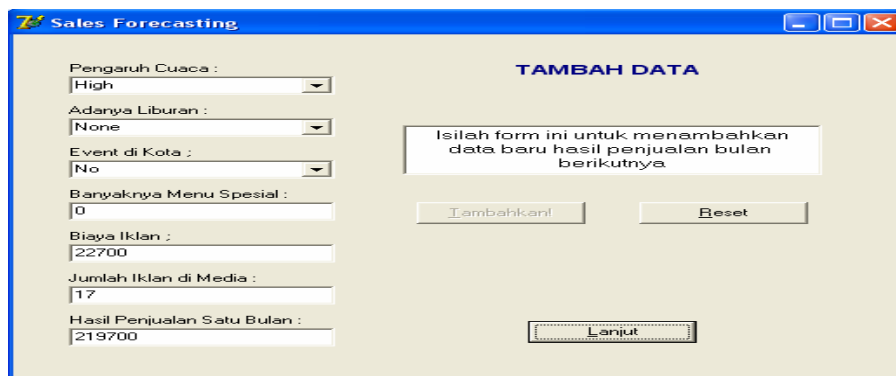 Sales Forecasting
Pengaruh Cuaca :
High
Adanya Liburan :
None
Event di Kota ;
No
Banyaknya Menu Spesial :
0
Biaya Iklan ;
22700
Jumlah Iklan di Media :
17
Hasil Penjualan Satu Bulan :
219700
TAMBAH DATA
Isilah form ini untuk menambahkan
data baru hasil penjualan bulan
berikutnya
Tambahkan!
Reset
Lanjut